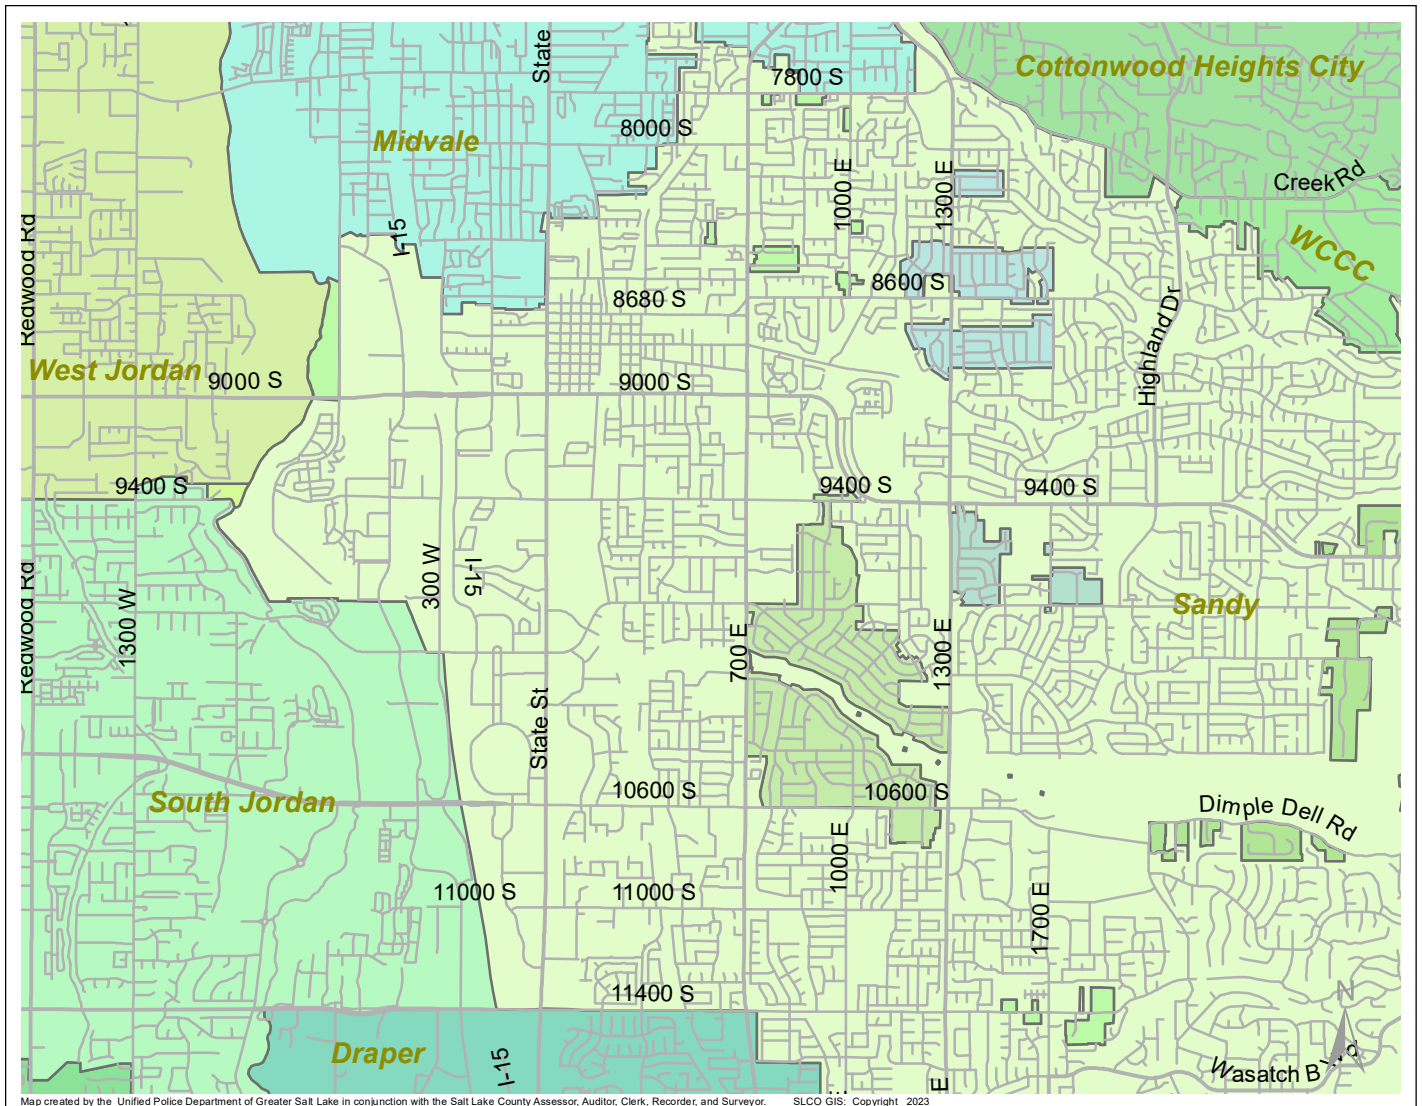 State
7800 S
Cottonwood Heights City
8000 S
Midvale
1000 E
1300 E
Creek Rd
Redwood Rd
I-15
WCCC
8600 S
8680 S
Highland Dr
West Jordan
9000 S
9000 S
9400 S
9400 S
9400 S
300 W
I-15
Redwood Rd
1300 W
Sandy
700 E
1300 E
State St
10600 S
10600 S
South Jordan
Dimple Dell Rd
1000 E
11000 S
11000 S
1700 E
11400 S
N
Draper
I-15
Wasatch Blvd
E
Map created by the Unified Police Department of Greater Salt Lake in conjunction with the Salt Lake County Assessor, Auditor, Clerk, Recorder, and Surveyor. SLCO GIS: Copyright 2023